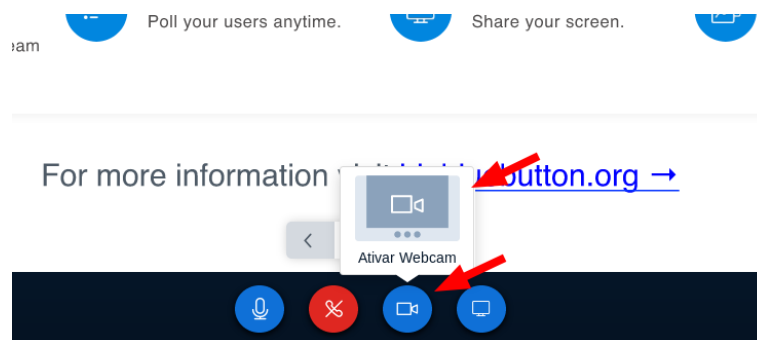 Poll your users anytime.
Share your screen.
eam
For more information button.org →
Ativar Webcam